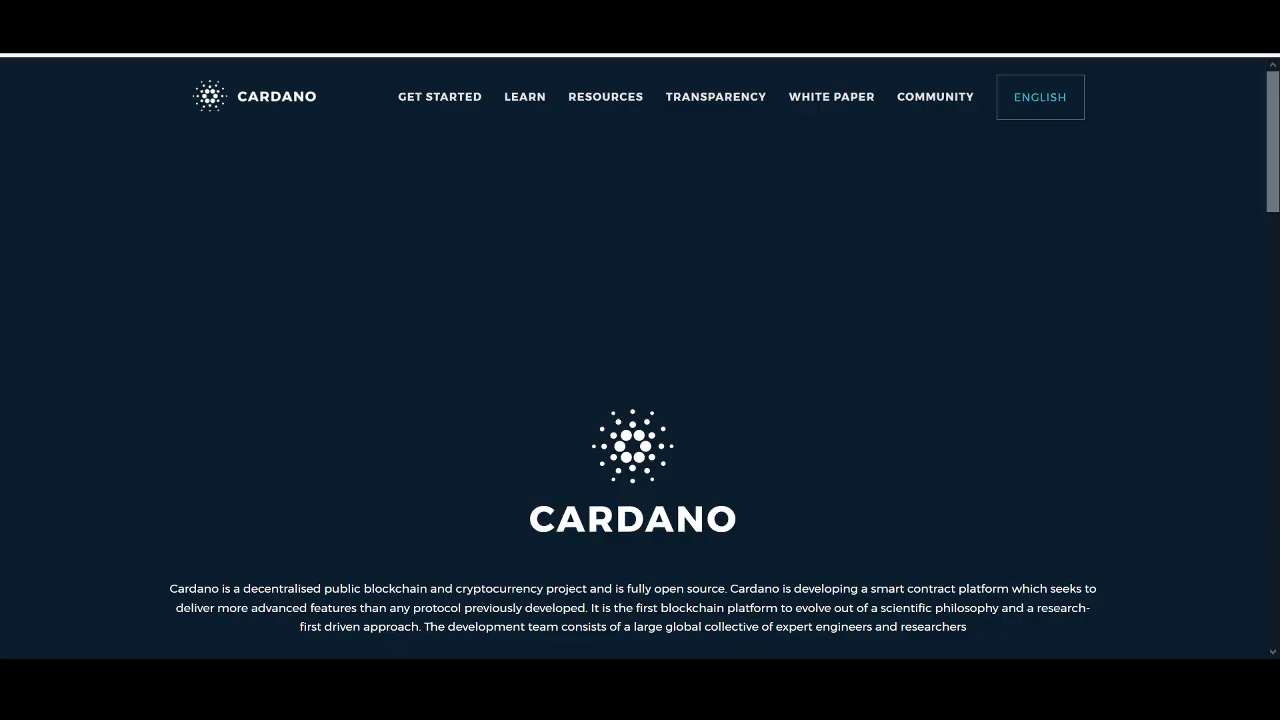 CARDANO GET STARTED LEARN RESOURCES TRANSPARENCY WHITE PAPER COMMUNITY ENGLISH
CARDANO
Cardano is a decentralised public blockchain and cryptocurrency project and is fully open source. Cardano is developing a smart contract platform which seeks to
deliver more advanced features than any protocol previously developed. It is the first blockchain platform to evolve out of a scientific philosophy and a research-
first driven approach. The development team consists of a large global collective of expert engineers and researchers